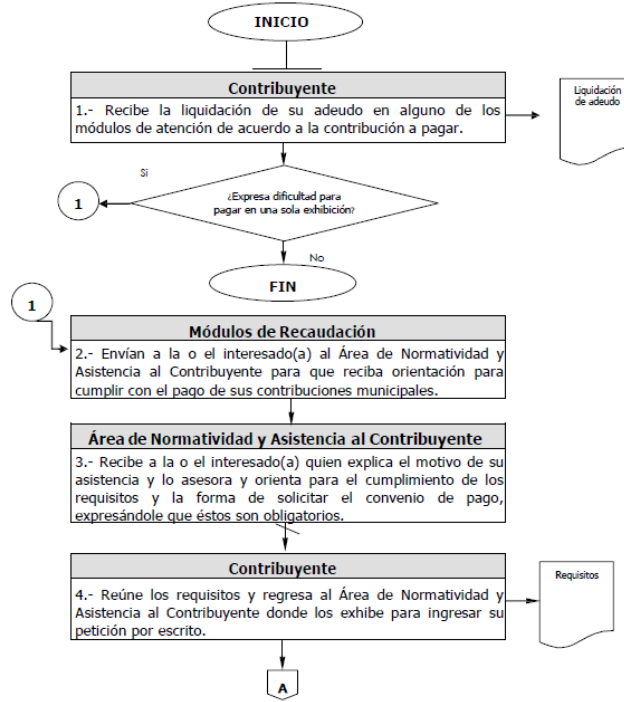 INICIO
Contribuyente
1.- Recibe la liquidación de su adeudo en alguno de los
módulos de atención de acuerdo a la contribución a pagar.
Liquidación
de adeudo
Si
¿Expresa dificultad para
pagar en una sola exhibición?
1
No
FIN
1
Módulos de Recaudación
2.- Envían a la o el interesado(a) al Área de Normatividad y
Asistencia al Contribuyente para que reciba orientación para
cumplir con el pago de sus contribuciones municipales.
Área de Normatividad y Asistencia al Contribuyente
3.- Recibe a la o el interesado(a) quien explica el motivo de su
asistencia y lo asesora y orienta para el cumplimiento de los
requisitos y la forma de solicitar el convenio de pago,
expresándole que éstos son obligatorios.
Contribuyente
4.- Reúne los requisitos y regresa al Área de Normatividad y
Asistencia al Contribuyente donde los exhibe para ingresar su
petición por escrito.
Requisitos
A